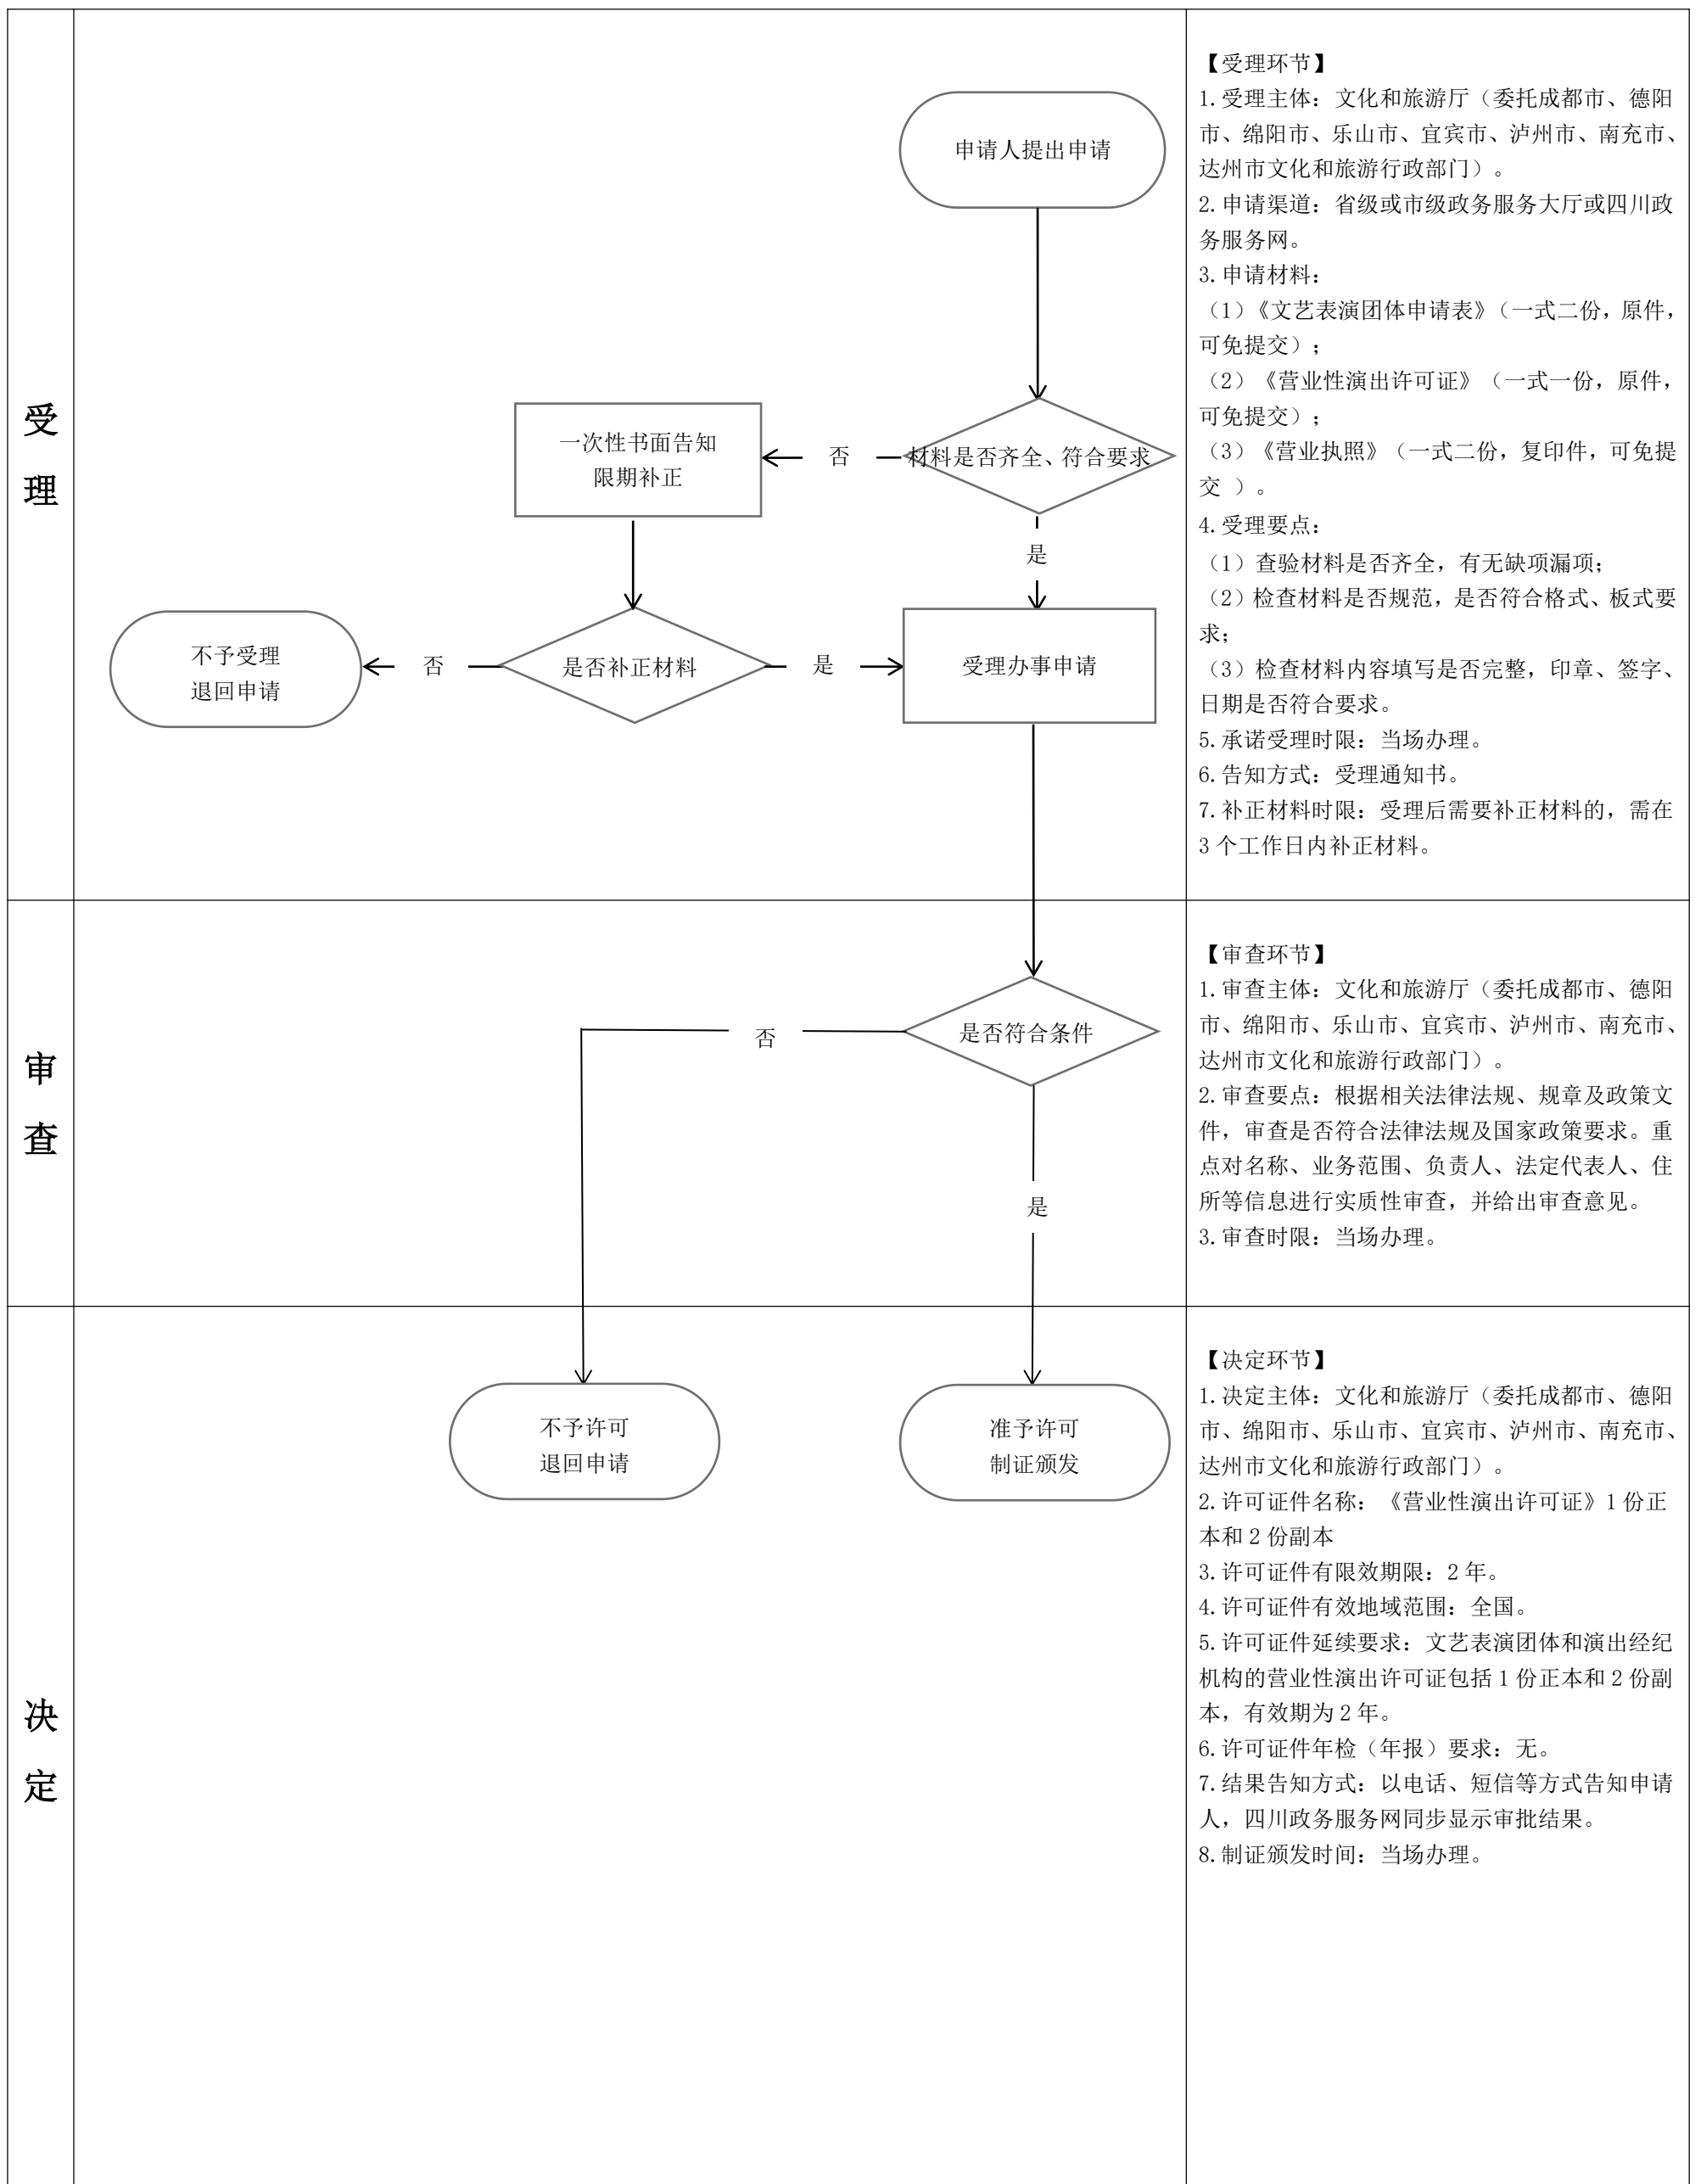 受
理
申请人提出申请
材料是否齐全、符合要求
否
一次性书面告知
限期补正
是
是否补正材料
否
不予受理
退回申请
是
受理办事申请
【受理环节】
1.受理主体：文化和旅游厅（委托成都市、德阳
市、绵阳市、乐山市、宜宾市、泸州市、南充市、
达州市文化和旅游行政部门）。
2.申请渠道：省级或市级政务服务大厅或四川政
务服务网。
3.申请材料：
（1）《文艺表演团体申请表》（一式二份，原件，
可免提交）；
（2）《营业性演出许可证》（一式一份，原件，
可免提交）；
（3）《营业执照》（一式二份，复印件，可免提
交 ）。
4.受理要点：
（1）查验材料是否齐全，有无缺项漏项；
（2）检查材料是否规范，是否符合格式、板式要
求；
（3）检查材料内容填写是否完整，印章、签字、
日期是否符合要求。
5.承诺受理时限：当场办理。
6.告知方式：受理通知书。
7.补正材料时限：受理后需要补正材料的，需在
3 个工作日内补正材料。
审
查
是否符合条件
否
是
【审查环节】
1.审查主体：文化和旅游厅（委托成都市、德阳
市、绵阳市、乐山市、宜宾市、泸州市、南充市、
达州市文化和旅游行政部门）。
2.审查要点：根据相关法律法规、规章及政策文
件，审查是否符合法律法规及国家政策要求。重
点对名称、业务范围、负责人、法定代表人、住
所等信息进行实质性审查，并给出审查意见。
3.审查时限：当场办理。
决
定
不予许可
退回申请
准予许可
制证颁发
【决定环节】
1.决定主体：文化和旅游厅（委托成都市、德阳
市、绵阳市、乐山市、宜宾市、泸州市、南充市、
达州市文化和旅游行政部门）。
2.许可证件名称：《营业性演出许可证》1 份正
本和 2 份副本
3.许可证件有限效期限：2 年。
4.许可证件有效地域范围：全国。
5.许可证件延续要求：文艺表演团体和演出经纪
机构的营业性演出许可证包括 1 份正本和 2 份副
本，有效期为 2 年。
6.许可证件年检（年报）要求：无。
7.结果告知方式：以电话、短信等方式告知申请
人，四川政务服务网同步显示审批结果。
8.制证颁发时间：当场办理。